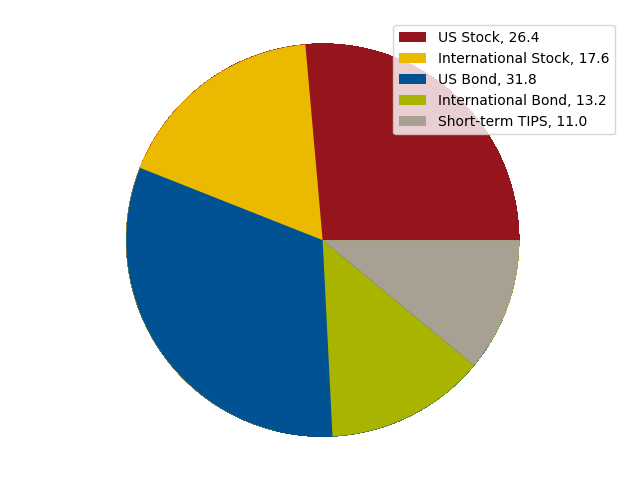 US Stock, 26.4
International Stock, 17.6
US Bond, 31.8
International Bond, 13.2
Short-term TIPS, 11.0